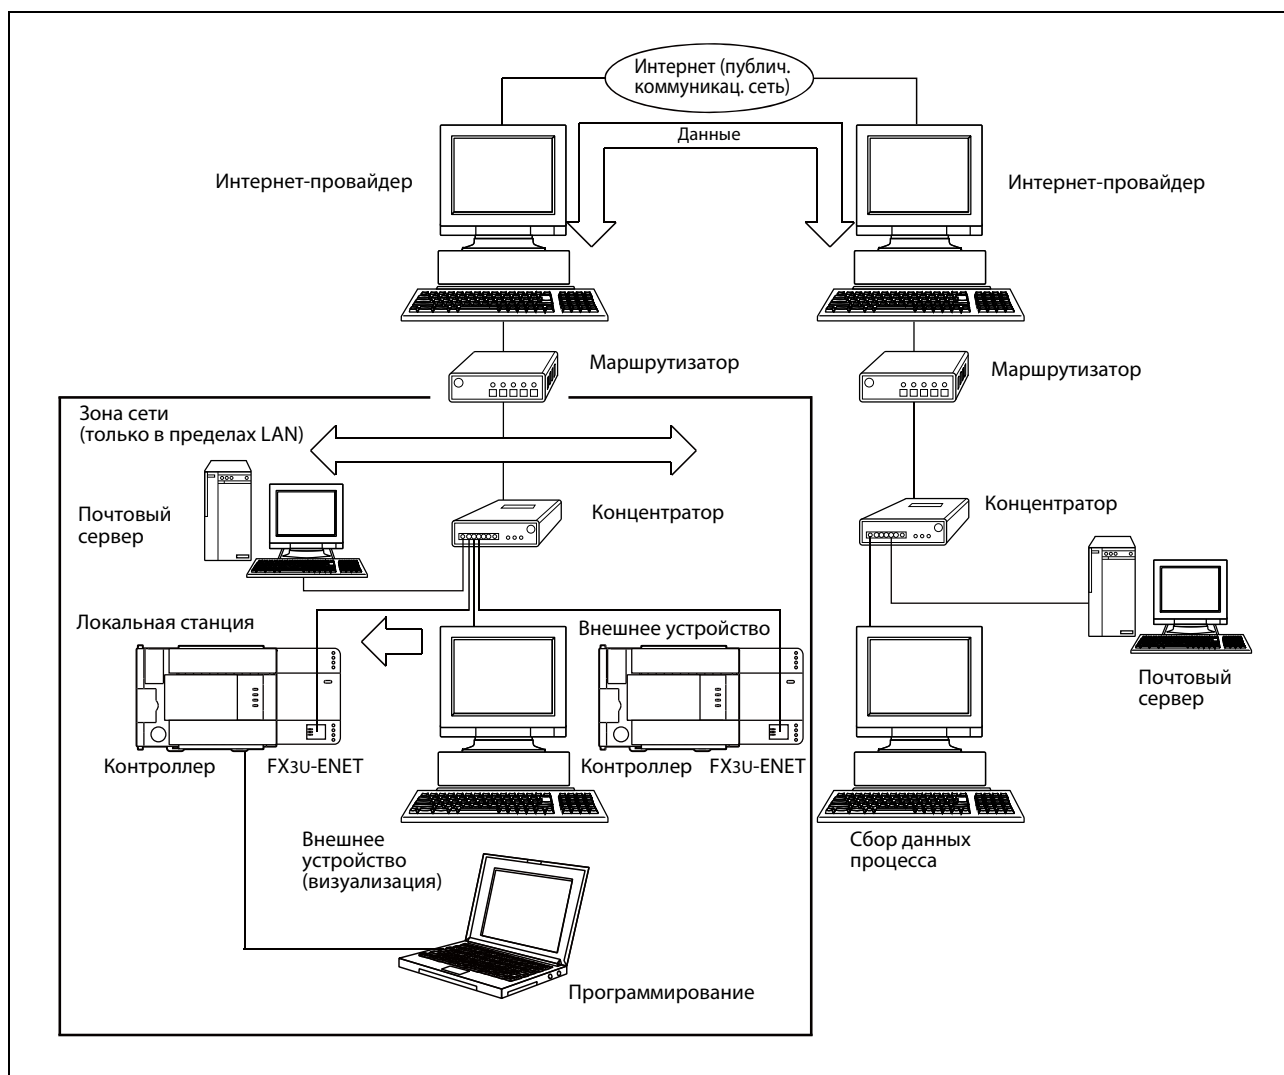 Интернет (публич.
коммуникац. сеть)
Данные
Интернет-провайдер
Интернет-провайдер
Маршрутизатор
Маршрутизатор
Зона сети
(только в пределах LAN)
Почтовый
сервер
Концентратор
Концентратор
Локальная станция
Внешнее устройство
Почтовый
сервер
Контроллер
FX3U-ENET
Контроллер
FX3U-ENET
Внешнее
устройство
(визуализация)
Сбор данных
процесса
Программирование